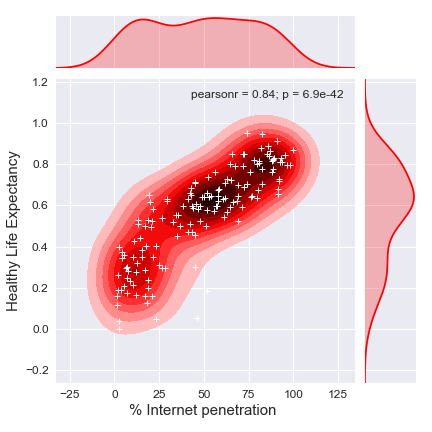 pearsonr = 0.84; p = 6.9e-42
Healthy Life Expectancy
1.2
1.0
0.8
0.6
0.4
0.2
0.0
−0.2
−25 0 25 50 75 100 125
% Internet penetration